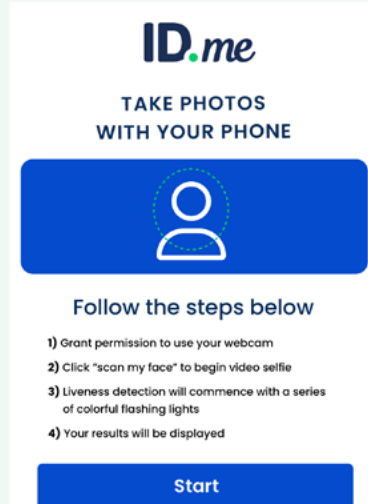 ID.me
TAKE PHOTOS
WITH YOUR PHONE
Follow the steps below
1) Grant permission to use your webcam
2) Click “scan my face” to begin video selfie
3) Liveness detection will commence with a series
of colorful flashing lights
4) Your results will be displayed
Start